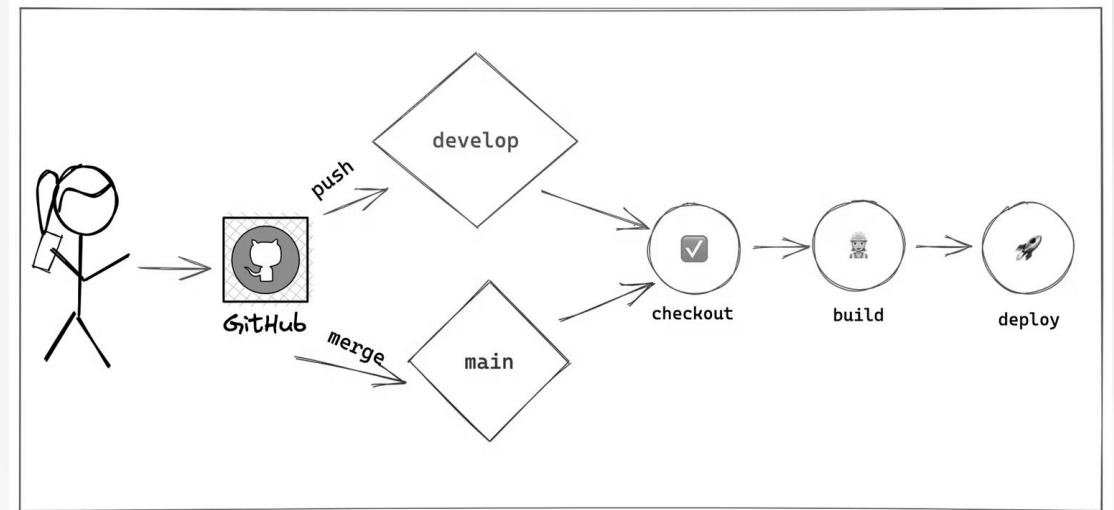 develop
push
GitHub
merge
main
checkout
build
deploy